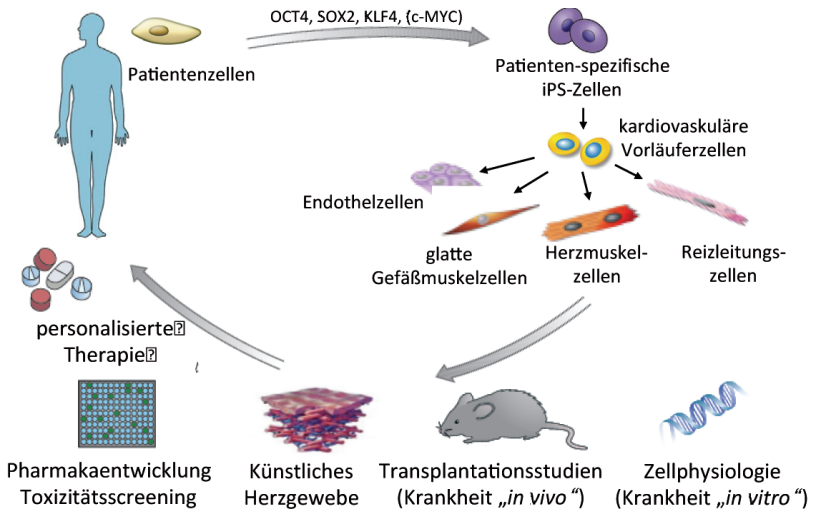 OCT4, SOX2, KLF4, (c-MYC)
Patientenzellen
Patienten-spezifische
iPS-Zellen
kardiovaskuläre
Vorläuferzellen
Endothelzellen
glatte
Gefäßmuskelzellen
Herzmuskel-
zellen
Reizleitungs-
zellen
personalisierte
Therapie
Pharmakaentwicklung
Toxizitätsscreening
Künstliches
Herzgewebe
Transplantationsstudien
(Krankheit „in vivo“)
Zellphysiologie
(Krankheit „in vitro“)